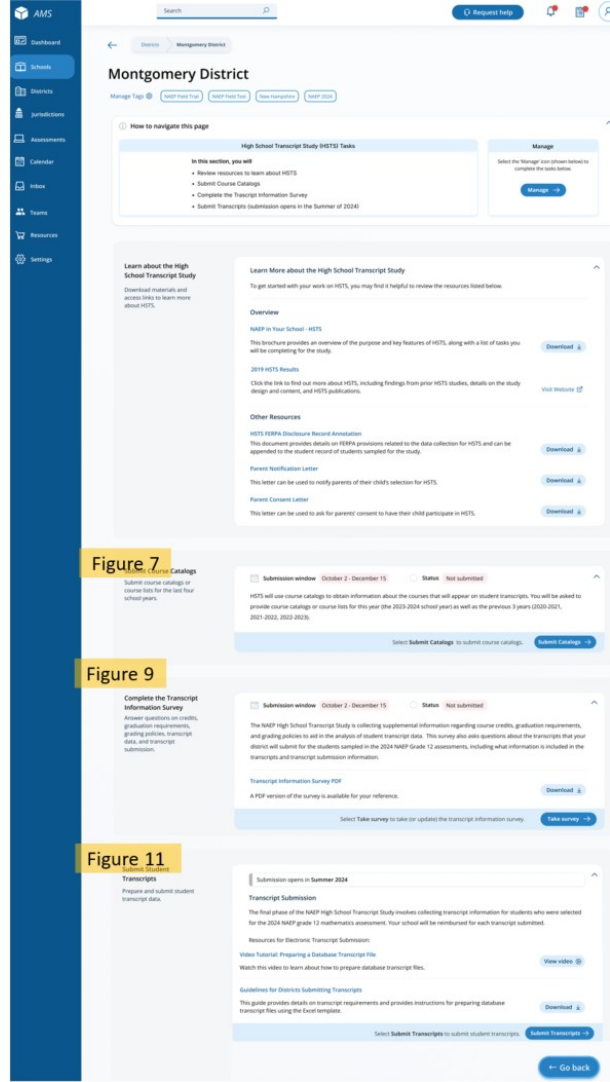 AMS
Search
Request help
Dashboard
Schools
Districts
Jurisdictions
Assessments
Calendar
Inbox
Teams
Resources
Settings
Districts
Montgomery District
Montgomery District
Manage Tags
NAEP Field Trial
NAEP Field Test
New Hampshire
NAEP 2024
How to navigate this page
High School Transcript Study (HSTS) Tasks
In this section, you will
• Review resources to learn about HSTS
• Submit Course Catalogs
• Complete the Trascript Information Survey
• Submit Transcripts (submission opens in the Summer of 2024)
Manage
Select the 'Manage' icon (shown below) to
complete the tasks below.
Manage →
Learn about the High
School Transcript Study
Download materials and
access links to learn more
about HSTS.
Learn More about the High School Transcript Study
To get started with your work on HSTS, you may find it helpful to review the resources listed below.
Overview
NAEP in Your School - HSTS
This brochure provides an overview of the purpose and key features of HSTS, along with a list of tasks you
will be completing for the study.
Download
2019 HSTS Results
Click the link to find out more about HSTS, including findings from prior HSTS studies, details on the study
design and content, and HSTS publications.
Visit Website
Other Resources
HSTS FERPA Disclosure Record Annotation
This document provides details on FERPA provisions related to the data collection for HSTS and can be
appended to the student record of students sampled for the study.
Download
Parent Notification Letter
This letter can be used to notify parents of their child's selection for HSTS.
Download
Parent Consent Letter
This letter can be used to ask for parents' consent to have their child participate in HSTS.
Download
Figure 7
Submit Course Catalogs
Submit course catalogs or
course lists for the last four
school years.
Submission window October 2 - December 15 Status Not submitted
HSTS will use course catalogs to obtain information about the courses that will appear on student transcripts. You will be asked to
provide course catalogs or course lists for this year (the 2023-2024 school year) as well as the previous 3 years (2020-2021,
2021-2022, 2022-2023).
Select Submit Catalogs to submit course catalogs.
Submit Catalogs →
Figure 9
Complete the Transcript
Information Survey
Answer questions on credits,
graduation requirements,
grading policies, transcript
data, and transcript
submission.
Submission window October 2 - December 15 Status Not submitted
The NAEP High School Transcript Study is collecting supplemental information regarding course credits, graduation requirements,
and grading policies to aid in the analysis of student transcript data. This survey also asks questions about the transcripts that your
district will submit for the students sampled in the 2024 NAEP Grade 12 assessments, including what information is included in the
transcripts and transcript submission information.
Transcript Information Survey PDF
A PDF version of the survey is available for your reference.
Download
Select Take survey to take (or update) the transcript information survey.
Take survey →
Figure 11
Submit Student
Transcripts
Prepare and submit student
transcript data.
Submission opens in Summer 2024
Transcript Submission
The final phase of the NAEP High School Transcript Study involves collecting transcript information for students who were selected
for the 2024 NAEP grade 12 mathematics assessment. Your school will be reimbursed for each transcript submitted.
Resources for Electronic Transcript Submission:
Video Tutorial: Preparing a Database Transcript File
Watch this video to learn about how to prepare database transcript files.
View video
Guidelines for Districts Submitting Transcripts
This guide provides details on transcript requirements and provides instructions for preparing database
transcript files using the Excel template.
Download
Select Submit Transcripts to submit student transcripts.
Submit Transcripts →
← Go back